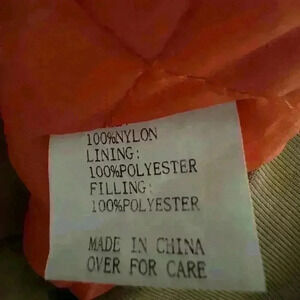 100%NYLON
LINING:
100%POLYESTER
FILLING:
100%POLYESTER
MADE IN CHINA
OVER FOR CARE